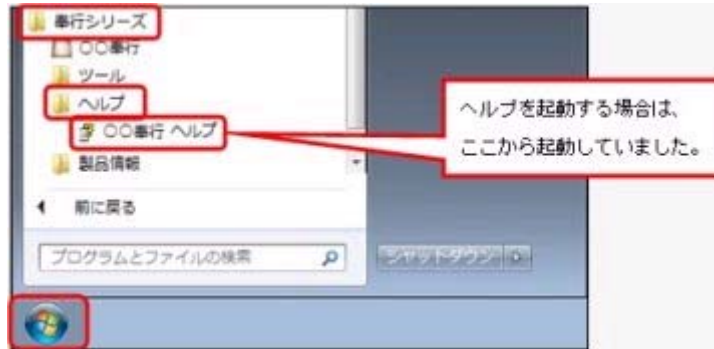 奉行シリーズ
〇〇奉行
ツール
ヘルプ
〇〇奉行 ヘルプ
製品情報
前に戻る
プログラムとファイルの検索
シャットダウン
ヘルプを起動する場合は、
ここから起動していました。